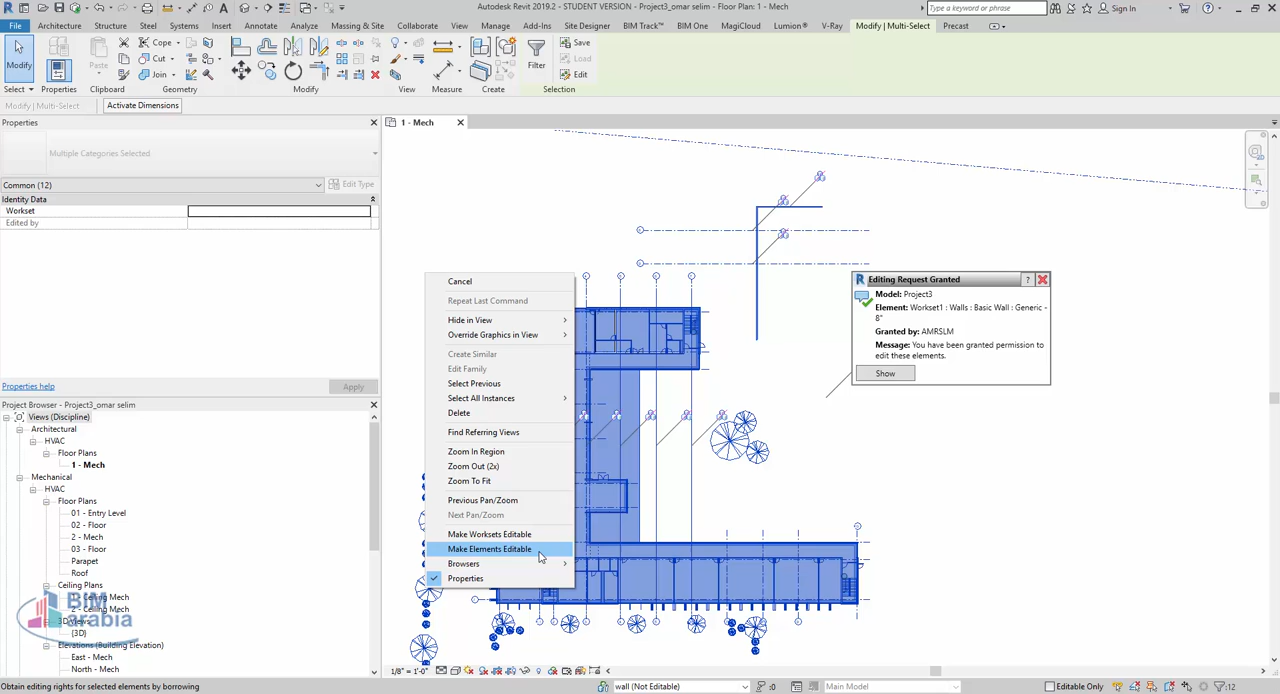 Autodesk Revit 2019.2 - STUDENT VERSION - Project3_omar selim - Floor Plan: 1 - Mech
Type a keyword or phrase
Sign In
File Architecture Structure Steel Systems Insert Annotate Analyze Massing & Site Collaborate View Manage Add-Ins BIM Track™ BIM One MagiCloud Lumion® V-Ray Modify | Multi-Select Precast
Modify
Paste
Cope
Cut
Join
Filter
Save
Load
Edit
Select Properties Clipboard Geometry Modify View Measure Create Selection
Modify | Multi-Select
Activate Dimensions
Properties
1 - Mech
Multiple Categories Selected
Common (12)
Edit Type
Identity Data
Workset
Edited by
Properties help
Apply
Project Browser - Project3_omar selim
Views (Discipline)
Architectural
HVAC
Floor Plans
1 - Mech
Mechanical
HVAC
Floor Plans
01 - Entry Level
02 - Floor
2 - Mech
03 - Floor
Parapet
Roof
Ceiling Plans
Ceiling Mech
Ceiling Mech
3D Views
{3D}
Elevations (Building Elevation)
East - Mech
North - Mech
BIM
arabia
Cancel
Repeat Last Command
Hide in View
Override Graphics in View
Create Similar
Edit Family
Select Previous
Select All Instances
Delete
Find Referring Views
Zoom In Region
Zoom Out (2x)
Zoom To Fit
Previous Pan/Zoom
Next Pan/Zoom
Make Worksets Editable
Make Elements Editable
Browsers
Properties
Editing Request Granted
Model: Project3
Element: Workset1 : Walls : Basic Wall : Generic -
8"
Granted by: AMRSLM
Message: You have been granted permission to
edit these elements.
Show
1/8" = 1'-0"
Obtain editing rights for selected elements by borrowing
wall (Not Editable)
:0
Main Model
Editable Only
:12